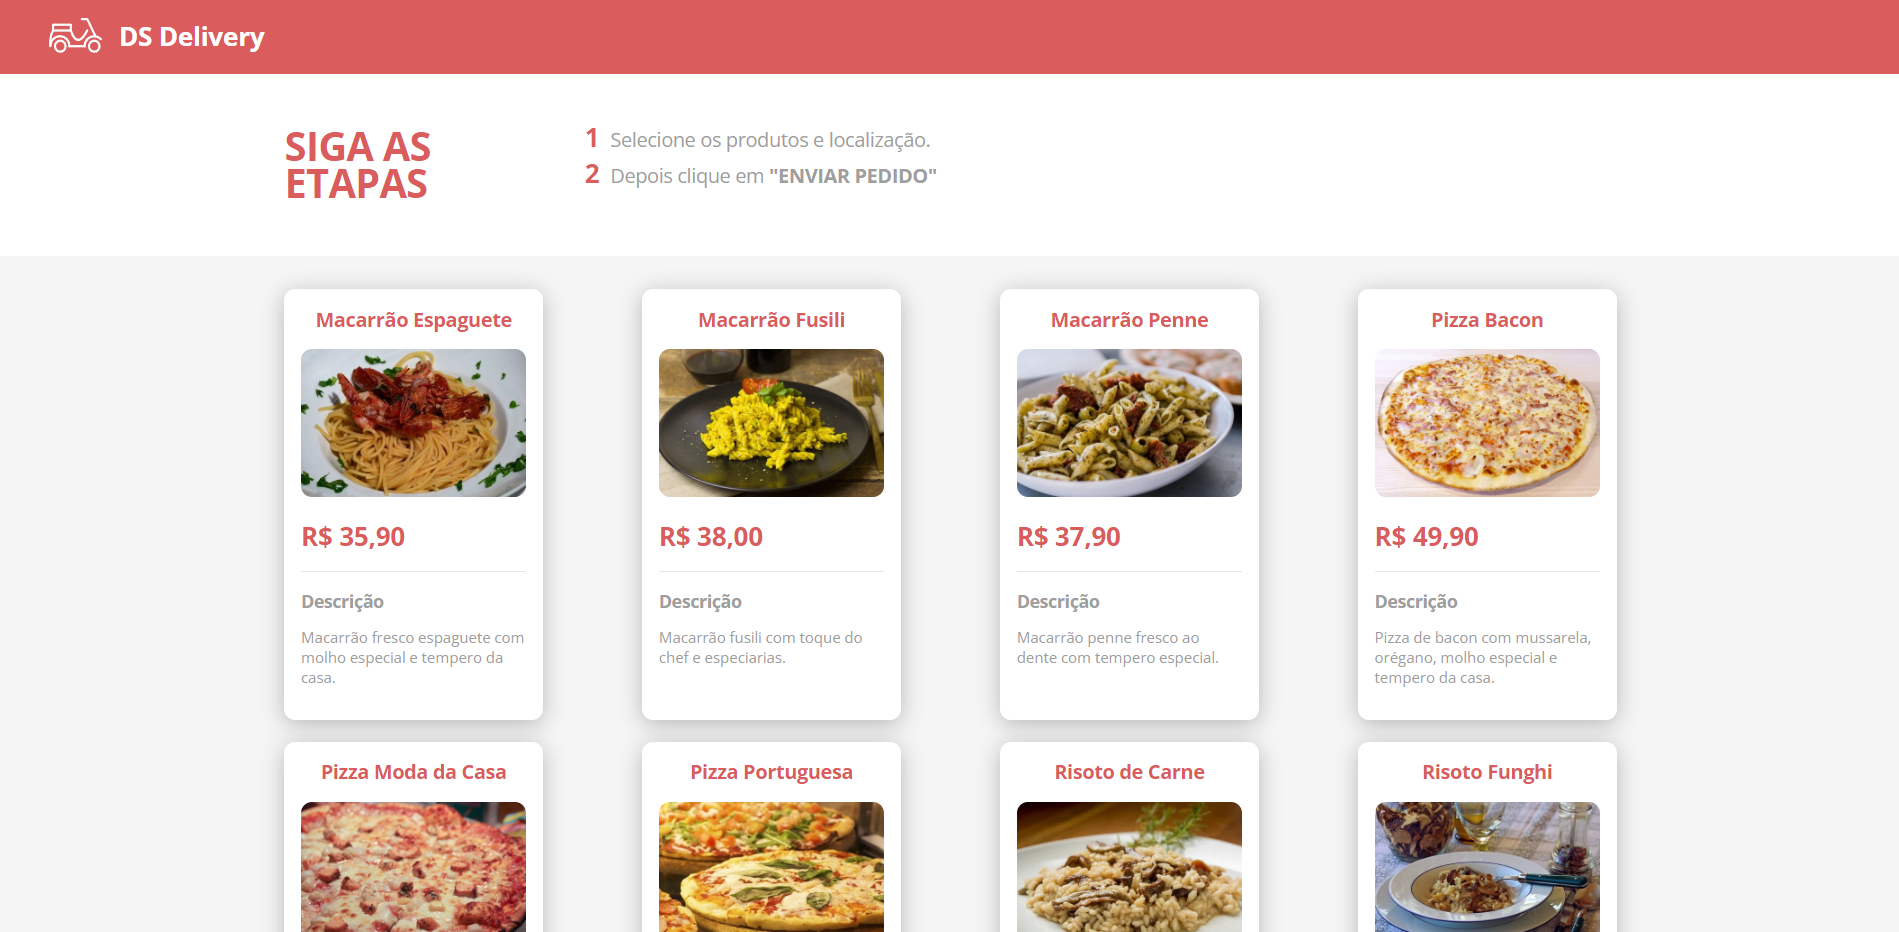 DS Delivery
SIGA AS
ETAPAS
1 Selecione os produtos e localização.
2 Depois clique em "ENVIAR PEDIDO"
Macarrão Espaguete
R$ 35,90
Descrição
Macarrão fresco espaguete com
molho especial e tempero da
casa.
Macarrão Fusili
R$ 38,00
Descrição
Macarrão fusili com toque do
chef e especiarias.
Macarrão Penne
R$ 37,90
Descrição
Macarrão penne fresco ao
dente com tempero especial.
Pizza Bacon
R$ 49,90
Descrição
Pizza de bacon com mussarela,
orégano, molho especial e
tempero da casa.
Pizza Moda da Casa
Pizza Portuguesa
Risoto de Carne
Risoto Funghi